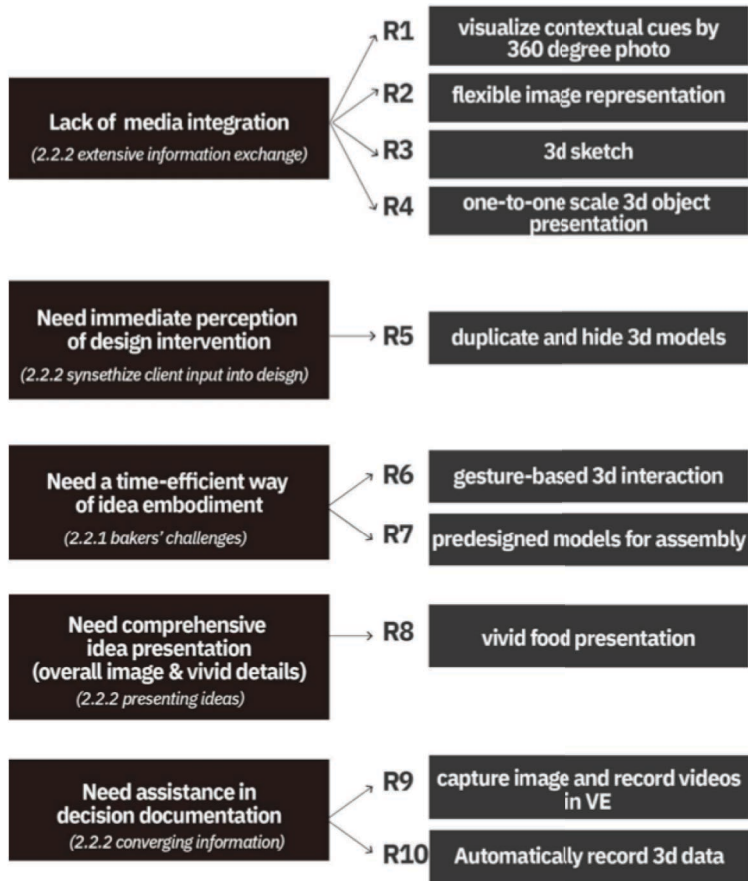 Lack of media integration
(2.2.2 extensive information exchange)
R1
visualize contextual cues by
360 degree photo
R2
flexible image representation
R3
3d sketch
R4
one-to-one scale 3d object
presentation
Need immediate perception
of design intervention
(2.2.2 synsethize client input into deisgn)
R5
duplicate and hide 3d models
Need a time-efficient way
of idea embodiment
(2.2.1 bakers' challenges)
R6
gesture-based 3d interaction
R7
predesigned models for assembly
Need comprehensive
idea presentation
(overall image & vivid details)
(2.2.2 presenting ideas)
R8
vivid food presentation
Need assistance in
decision documentation
(2.2.2 converging information)
R9
capture image and record videos
in VE
R10
Automatically record 3d data